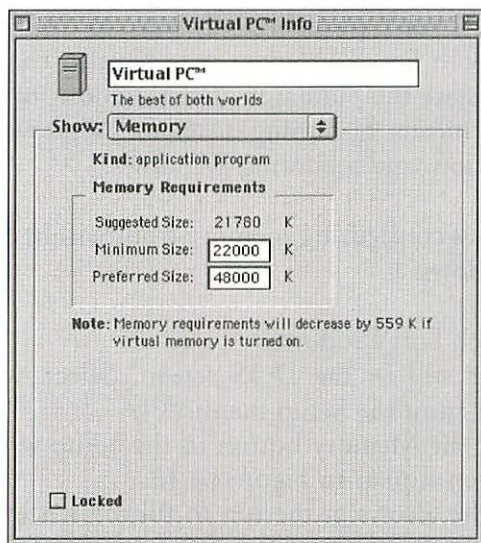 Virtual PC™ Info
Virtual PC™
The best of both worlds
Show: Memory
Kind: application program
Memory Requirements
Suggested Size: 21780 K
Minimum Size: 22000 K
Preferred Size: 48000 K
Note: Memory requirements will decrease by 559 K if
virtual memory is turned on.
Locked